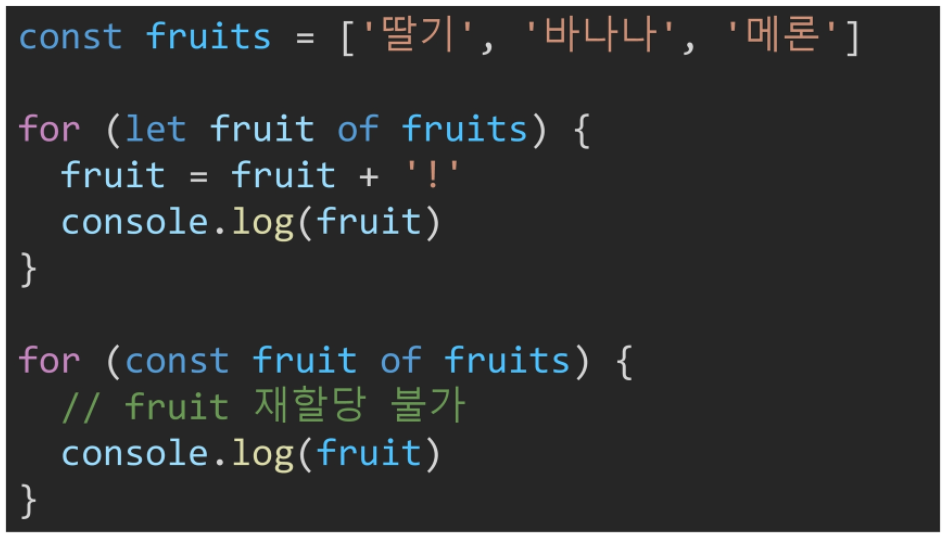 const fruits = ['딸기', '바나나', '메론']
for (let fruit of fruits) {
  fruit = fruit + '!'
  console.log(fruit)
}
for (const fruit of fruits) {
  // fruit 재할당 불가
  console.log(fruit)
}